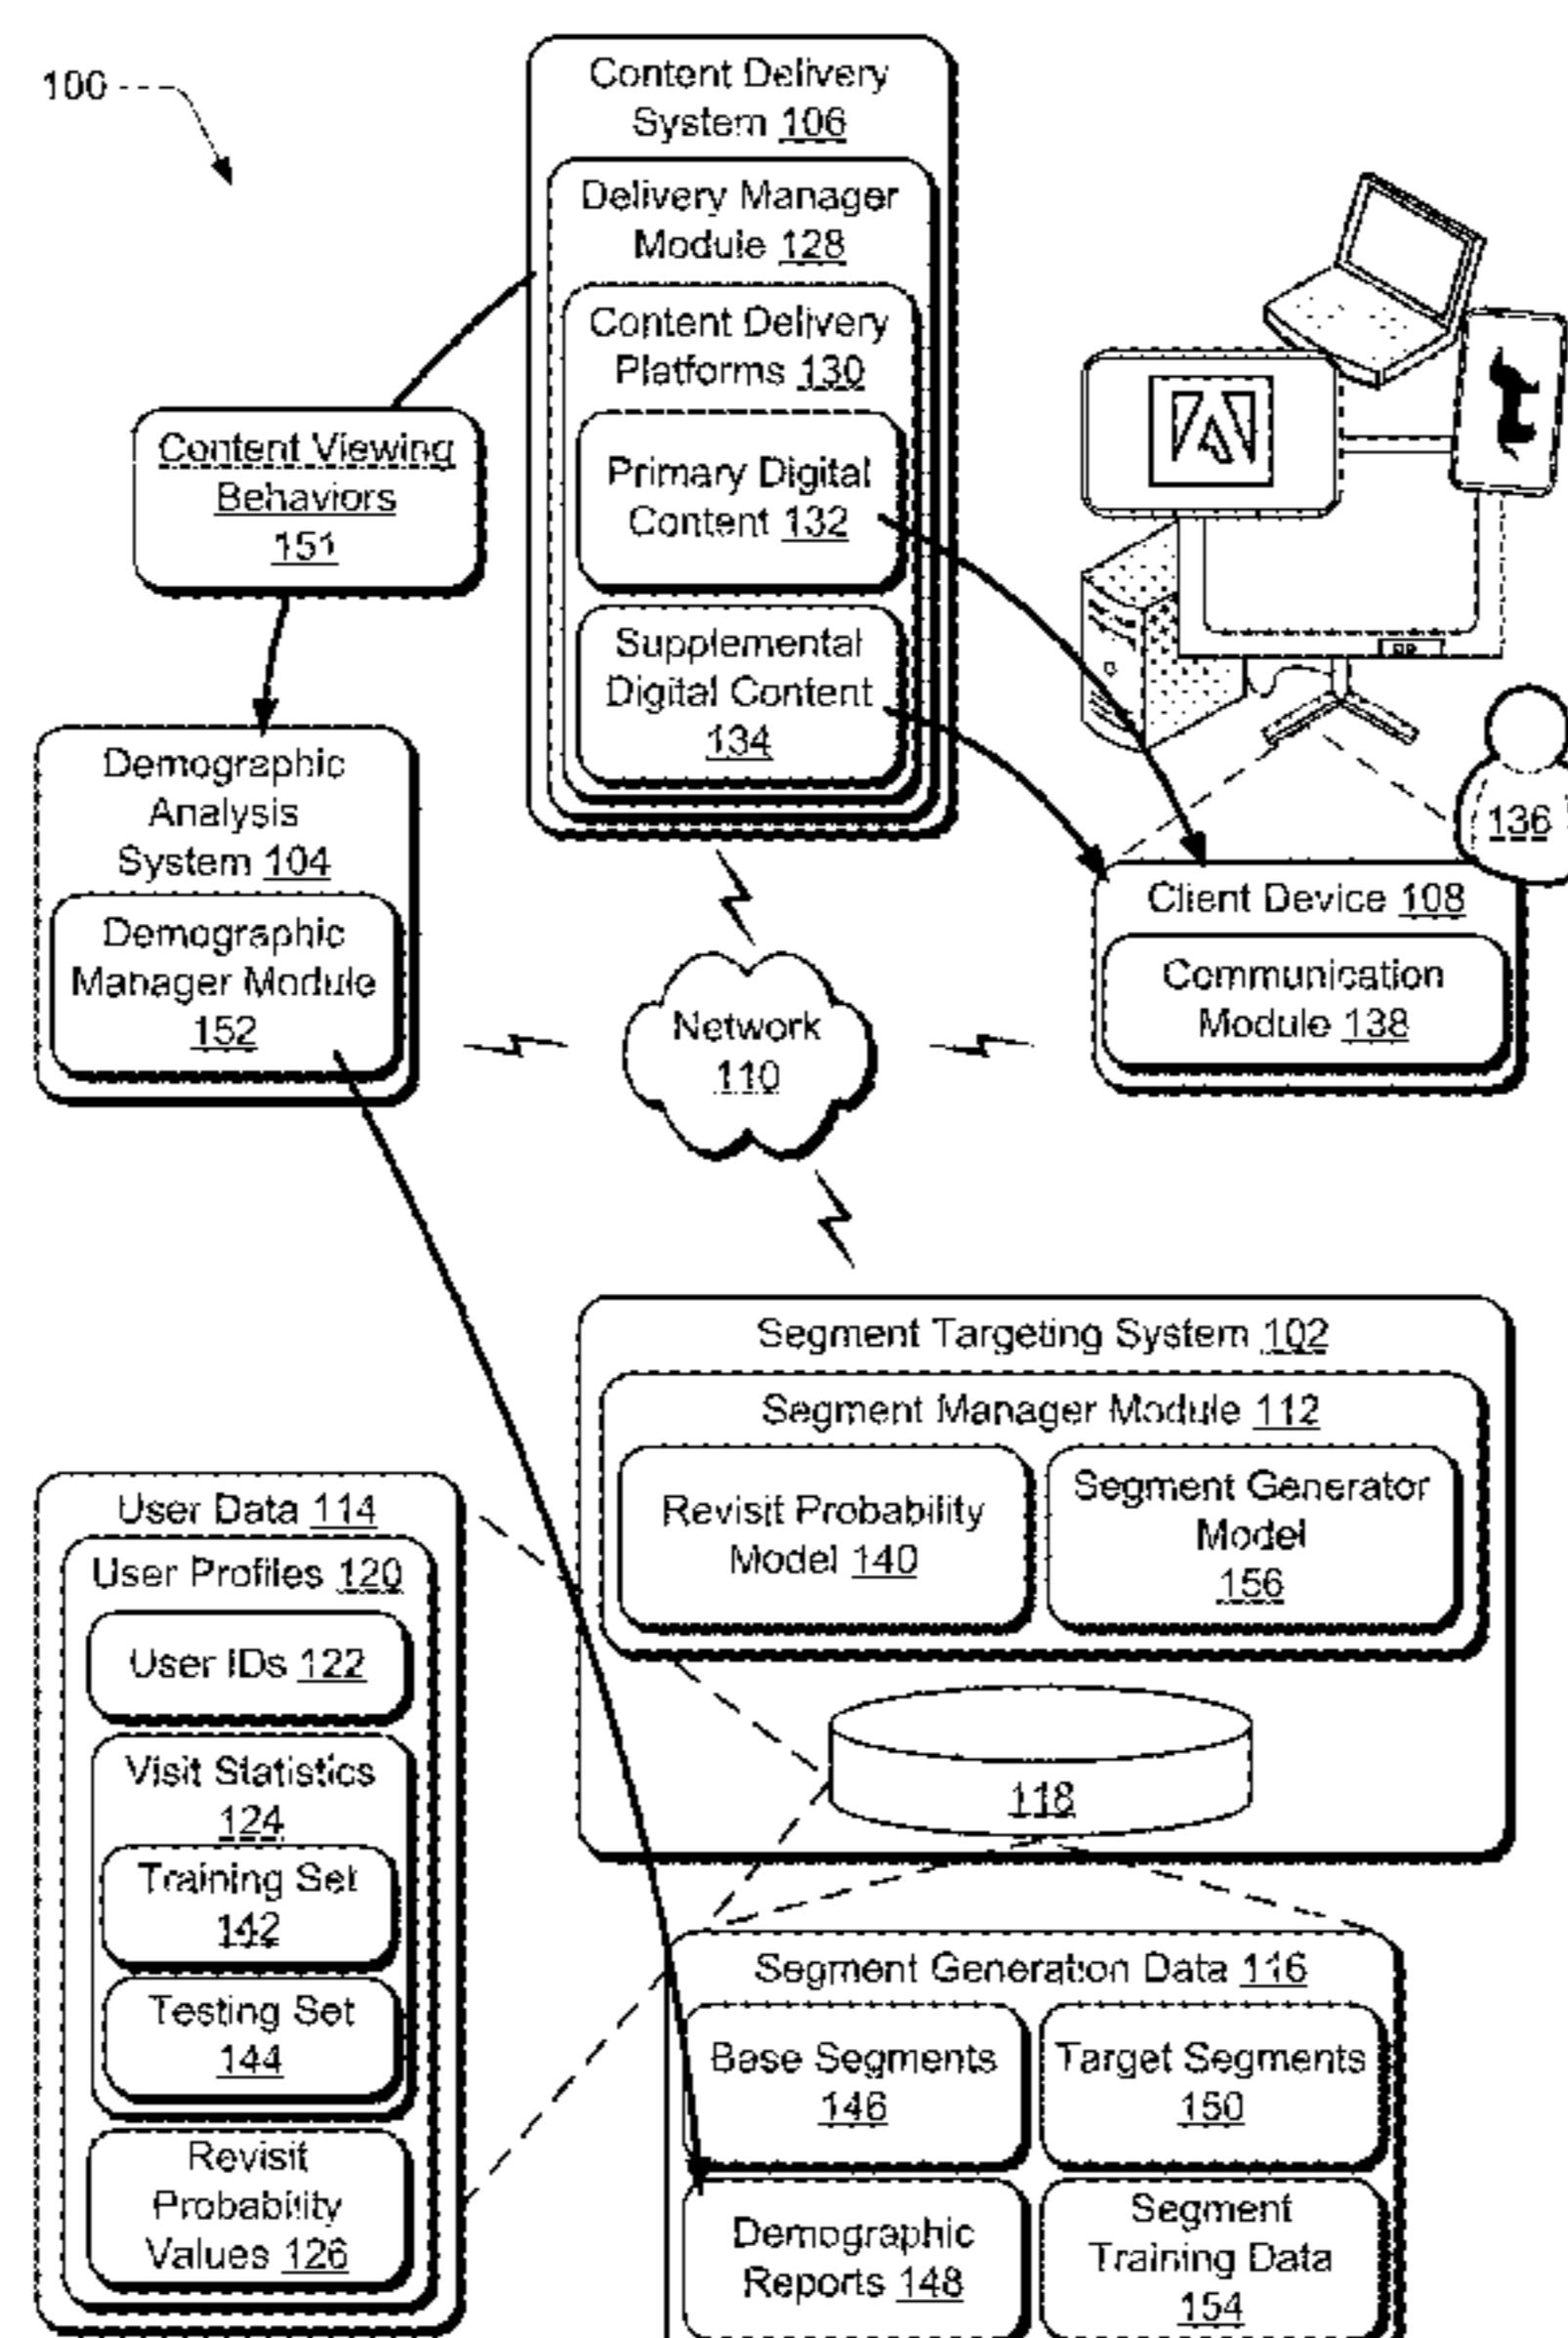 100
Content Delivery
System 106
Delivery Manager
Module 128
Content Delivery
Platforms 130
Primary Digital
Content 132
Supplemental
Digital Content
134
Content Viewing
Behaviors
151
Demographic
Analysis
System 104
Demographic
Manager Module
152
136
Client Device 108
Communication
Module 138
Network
110
Segment Targeting System 102
Segment Manager Module 112
Revisit Probability
Model 140
Segment Generator
Model
156
118
User Data 114
User Profiles 120
User IDs 122
Visit Statistics
124
Training Set
142
Testing Set
144
Revisit
Probability
Values 126
Segment Generation Data 116
Base Segments
146
Target Segments
150
Demographic
Reports 148
Segment
Training Data
154